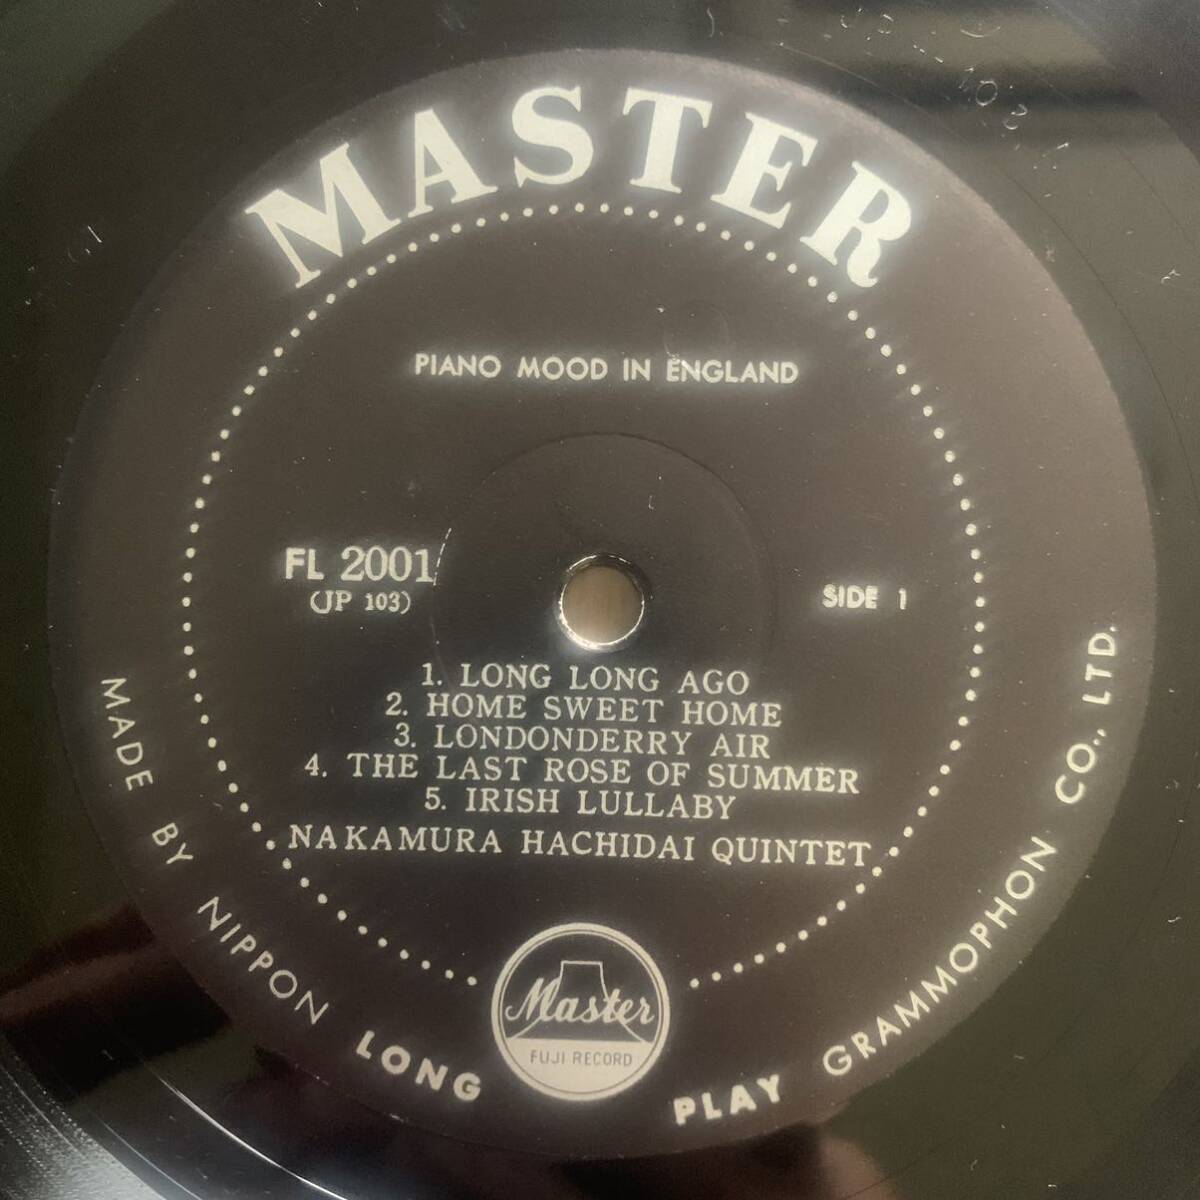 MASTER
PIANO MOOD IN ENGLAND
FL 2001
(JP 103)
SIDE 1
1. LONG LONG AGO
2. HOME SWEET HOME
3. LONDONDERRY AIR
4. THE LAST ROSE OF SUMMER
5. IRISH LULLABY
NAKAMURA HACHIDAI QUINTET
Master
FUJI RECORD
MADE BY NIPPON LONG PLAY GRAMMOPHON CO., LTD.